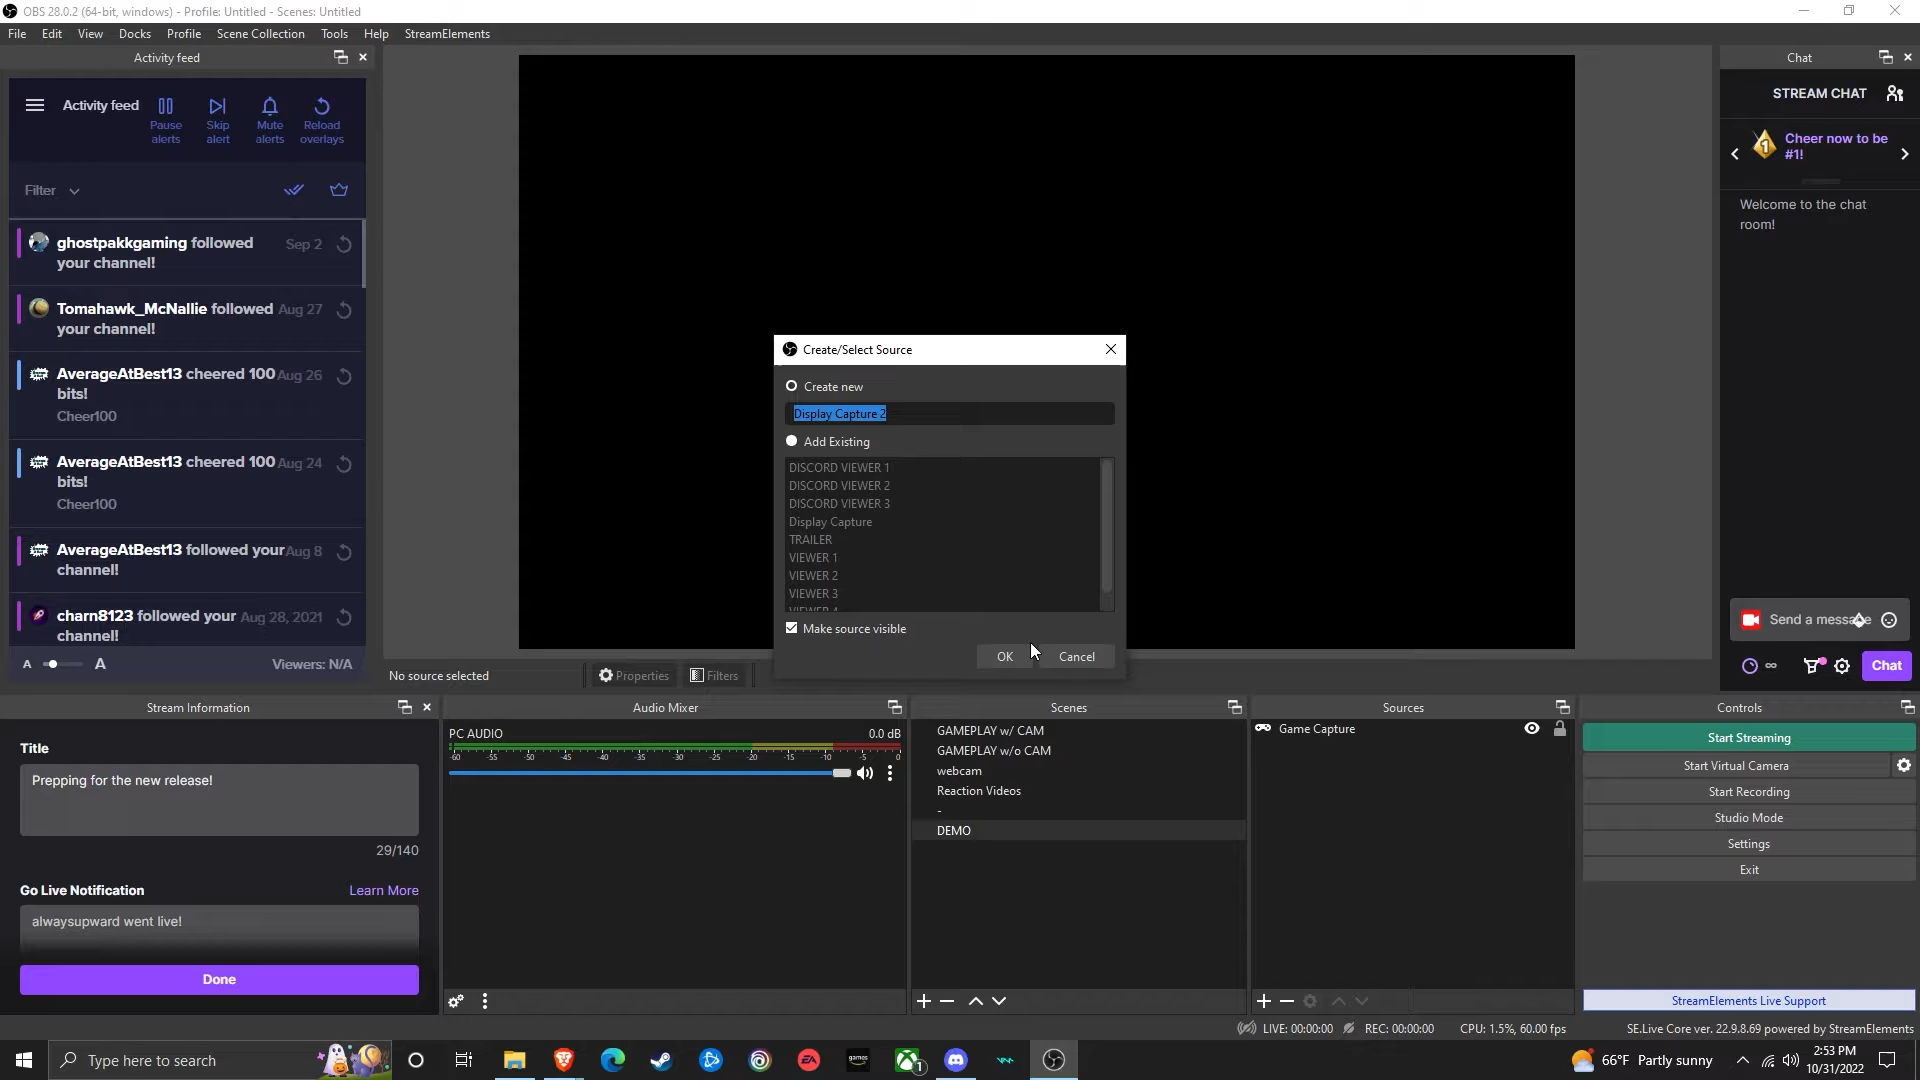 OBS 28.0.2 (64-bit, windows) - Profile: Untitled - Scenes: Untitled
File Edit View Docks Profile Scene Collection Tools Help StreamElements
Activity feed
Activity feed
Pause alerts
Skip alert
Mute alerts
Reload overlays
Filter
ghostpakkgaming followed Sep 2
your channel!
Tomahawk_McNallie followed Aug 27
your channel!
AverageAtBest13 cheered 100 Aug 26
bits!
Cheer100
AverageAtBest13 cheered 100 Aug 24
bits!
Cheer100
AverageAtBest13 followed your Aug 8
channel!
charn8123 followed your Aug 28, 2021
channel!
A A Viewers: N/A
Create/Select Source
Create new
Display Capture 2
Add Existing
DISCORD VIEWER 1
DISCORD VIEWER 2
DISCORD VIEWER 3
Display Capture
TRAILER
VIEWER 1
VIEWER 2
VIEWER 3
VIEWER 4
Make source visible
OK Cancel
No source selected Properties Filters
Chat
STREAM CHAT
1
Cheer now to be
#1!
Welcome to the chat
room!
Send a message
Chat
Stream Information
Title
Prepping for the new release!
29/140
Go Live Notification Learn More
alwaysupward went live!
Done
Audio Mixer
PC AUDIO 0.0 dB
-60 -55 -50 -45 -40 -35 -30 -25 -20 -15 -10 -5 0
Scenes
GAMEPLAY w/ CAM
GAMEPLAY w/o CAM
webcam
Reaction Videos
-
DEMO
Sources
Game Capture
Controls
Start Streaming
Start Virtual Camera
Start Recording
Studio Mode
Settings
Exit
StreamElements Live Support
LIVE: 00:00:00 REC: 00:00:00 CPU: 1.5%, 60.00 fps SE.Live Core ver. 22.9.8.69 powered by StreamElements
Type here to search
EA
games
1
66°F Partly sunny
2:53 PM
10/31/2022